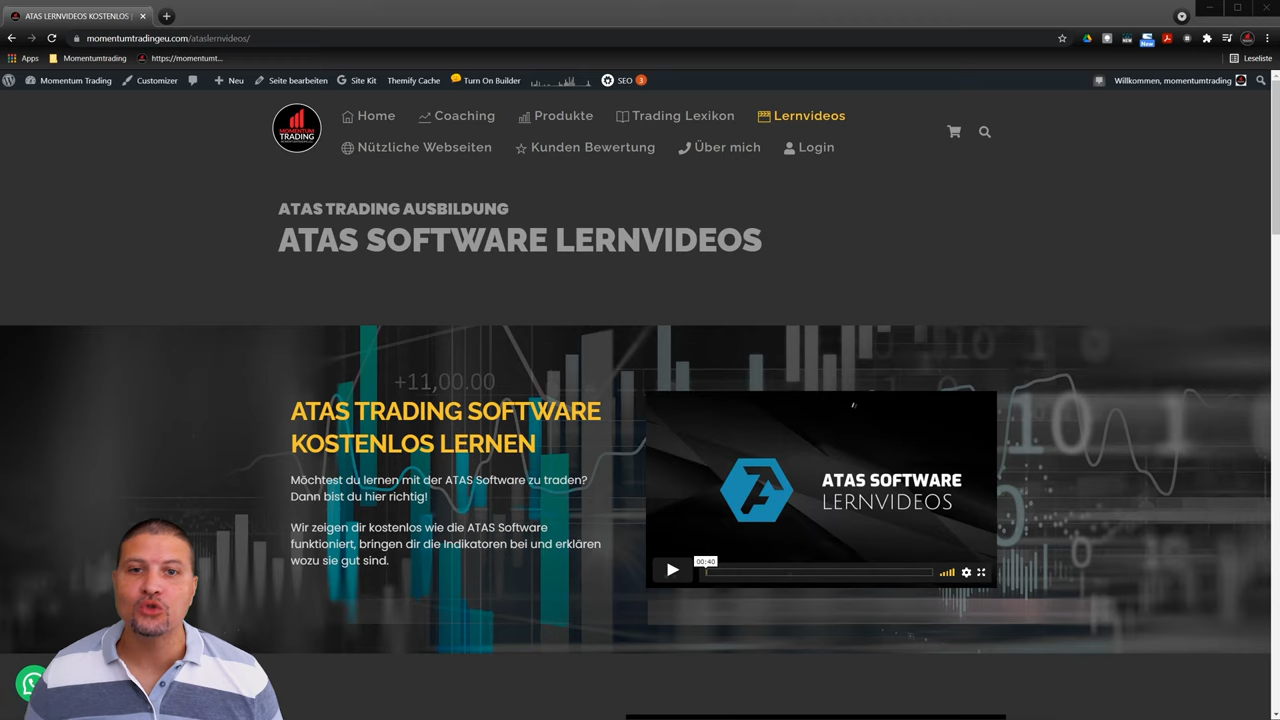 ATAS LERNVIDEOS KOSTENLOS |
momentumtradingeu.com/ataslernvideos/
New
Apps
Momentumtrading
https://momentumt...
Leseliste
Momentum Trading
Customizer
Neu
Seite bearbeiten
Site Kit
Themify Cache
Turn On Builder
SEO 3
Willkommen, momentumtrading
MOMENTUM
TRADING
Home
Coaching
Produkte
Trading Lexikon
Lernvideos
Nützliche Webseiten
Kunden Bewertung
Über mich
Login
ATAS TRADING AUSBILDUNG
ATAS SOFTWARE LERNVIDEOS
+11,00.00
ATAS TRADING SOFTWARE
KOSTENLOS LERNEN
Möchtest du lernen mit der ATAS Software zu traden?
Dann bist du hier richtig!
Wir zeigen dir kostenlos wie die ATAS Software
funktioniert, bringen dir die Indikatoren bei und erklären
wozu sie gut sind.
ATAS SOFTWARE
LERNVIDEOS
00:40